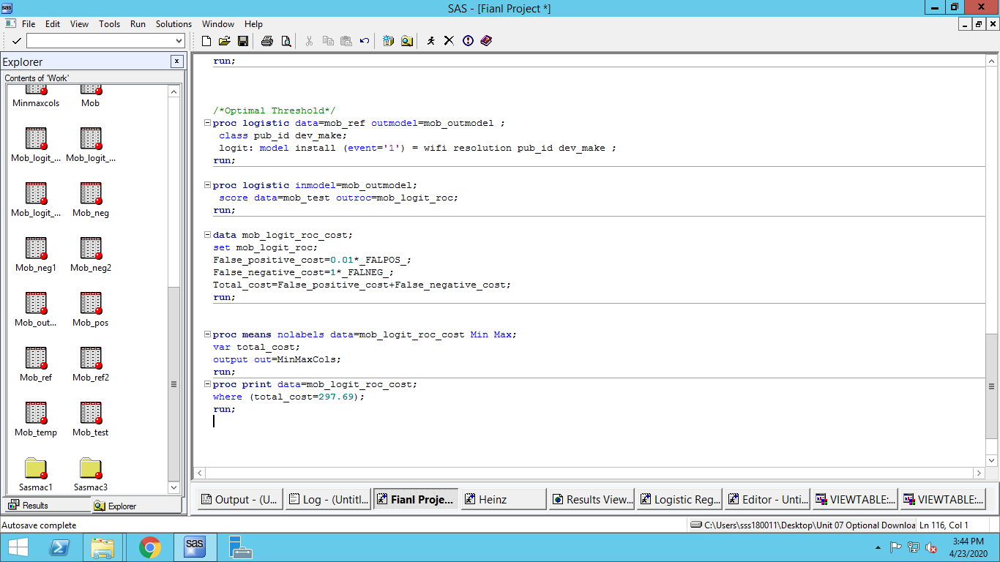 SAS - [Fianl Project *]
File Edit View Tools Run Solutions Window Help
Explorer
Contents of 'Work'
Minmaxcols Mob
Mob_logit_... Mob_logit_...
Mob_logit_... Mob_neg
Mob_neg1 Mob_neg2
Mob_out... Mob_pos
Mob_ref Mob_ref2
Mob_temp Mob_test
Sasmac1 Sasmac3
Results Explorer
run;
/*Optimal Threshold*/
proc logistic data=mob_ref outmodel=mob_outmodel ;
class pub_id dev_make;
logit: model install (event='1') = wifi resolution pub_id dev_make ;
run;
proc logistic inmodel=mob_outmodel;
score data=mob_test outroc=mob_logit_roc;
run;
data mob_logit_roc_cost;
set mob_logit_roc;
False_positive_cost=0.01*_FALPOS_;
False_negative_cost=1*_FALNEG_;
Total_cost=False_positive_cost+False_negative_cost;
run;
proc means nolabels data=mob_logit_roc_cost Min Max;
var total_cost;
output out=MinMaxCols;
run;
proc print data=mob_logit_roc_cost;
where (total_cost=297.69);
run;
Output - (U... Log - (Untitl... Fianl Proje... Heinz Results View... Logistic Reg... Editor - Unti... VIEWTABLE:... VIEWTABLE:...
Autosave complete
C:\Users\sss180011\Desktop\Unit 07 Optional Downloa Ln 116, Col 1
sas
3:44 PM
4/23/2020